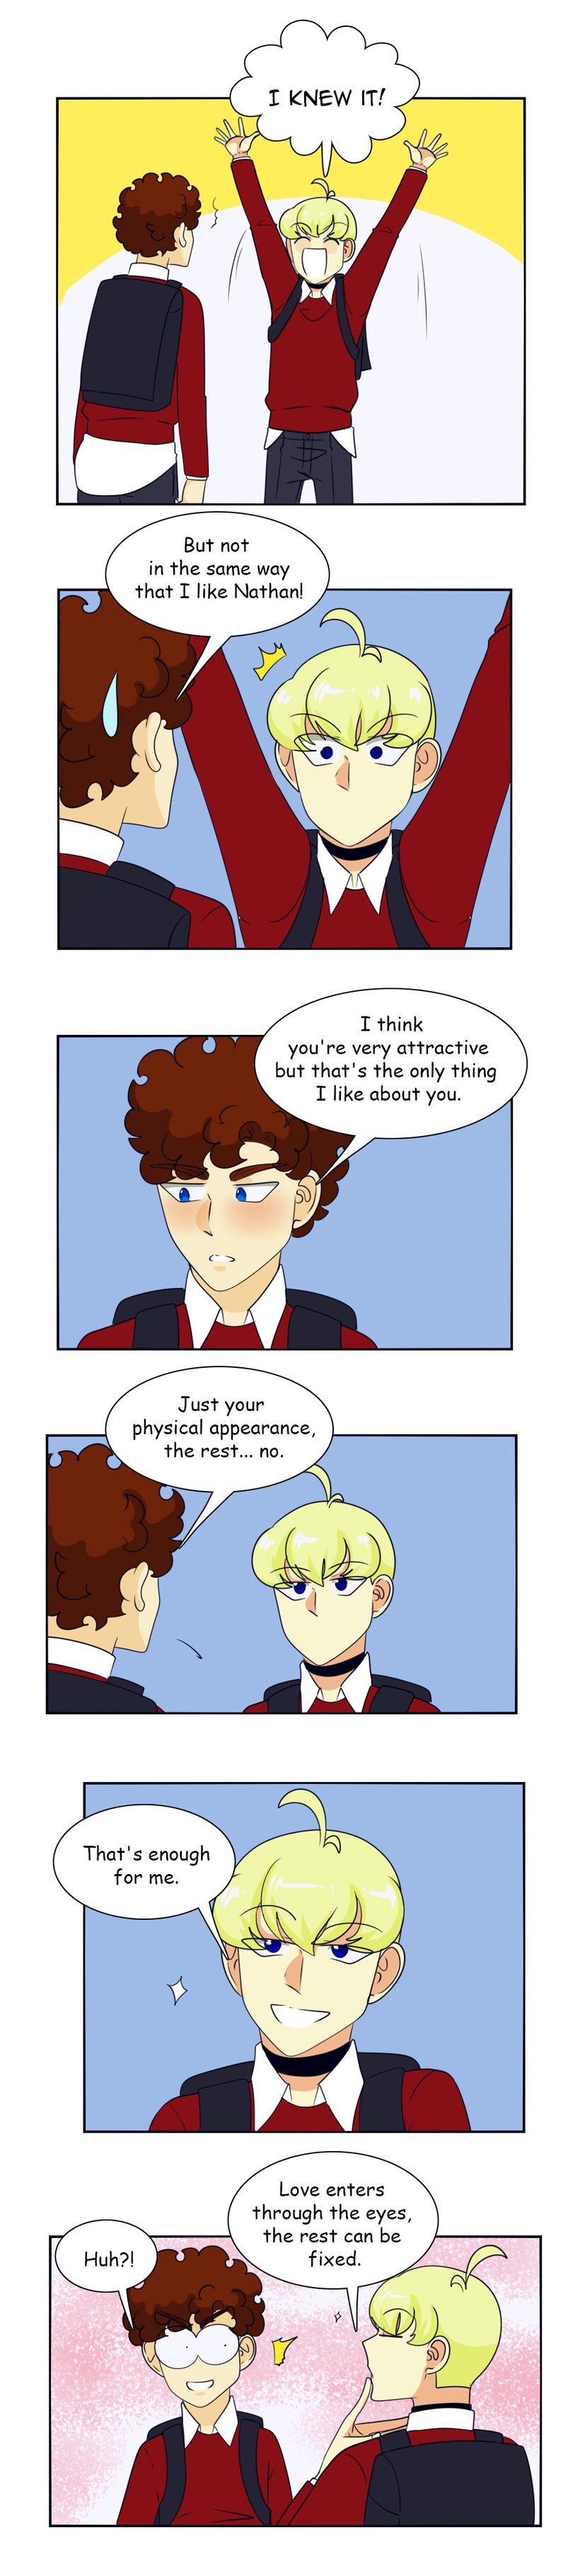 I KNEW IT!
But not
in the same way
that I like Nathan!
I think
you're very attractive
but that's the only thing
I like about you.
Just your
physical appearance,
the rest... no.
That's enough
for me.
Love enters
through the eyes,
the rest can be
fixed.
Huh?!